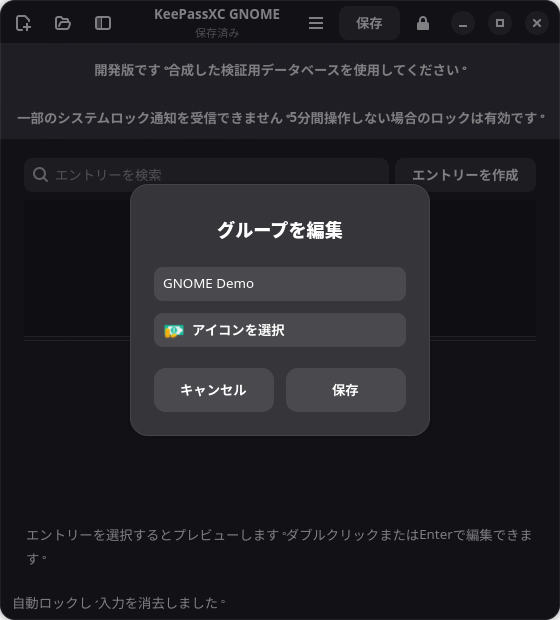 KeePassXC GNOME
保存済み
保存
開発版です。合成した検証用データベースを使用してください。
一部のシステムロック通知を受信できません。5分間操作しない場合のロックは有効です。
エントリーを検索
エントリーを作成
グループを編集
GNOME Demo
アイコンを選択
キャンセル
保存
エントリーを選択するとプレビューします。ダブルクリックまたはEnterで編集できま
す。
自動ロックし、入力を消去しました。